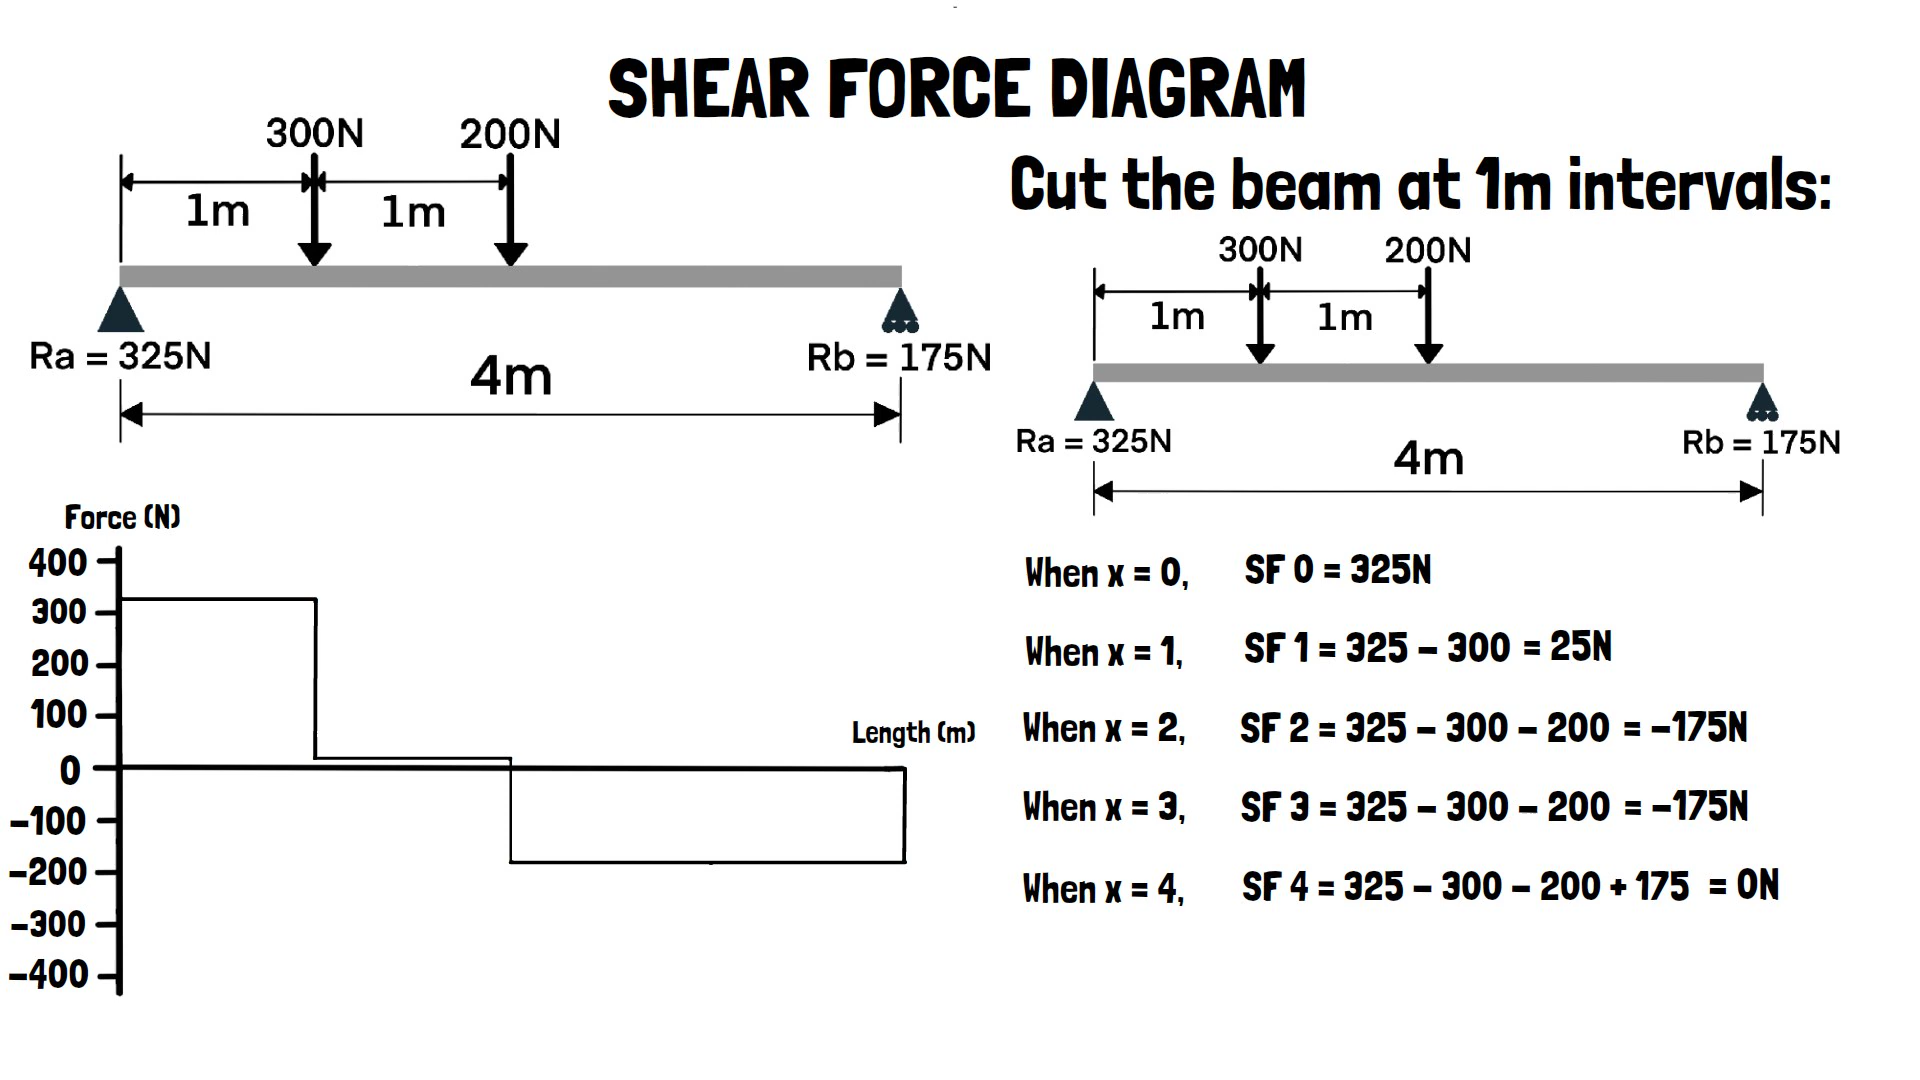 SHEAR FORCE DIAGRAM
300N 200N
1m 1m
Ra = 325N Rb = 175N
4m
Cut the beam at 1m intervals:
300N 200N
1m 1m
Ra = 325N Rb = 175N
4m
Force (N)
400
300
200
100
0
-100
-200
-300
-400
Length (m)
When x = 0, SF 0 = 325N
When x = 1, SF 1 = 325 - 300 = 25N
When x = 2, SF 2 = 325 - 300 - 200 = -175N
When x = 3, SF 3 = 325 - 300 - 200 = -175N
When x = 4, SF 4 = 325 - 300 - 200 + 175 = 0N